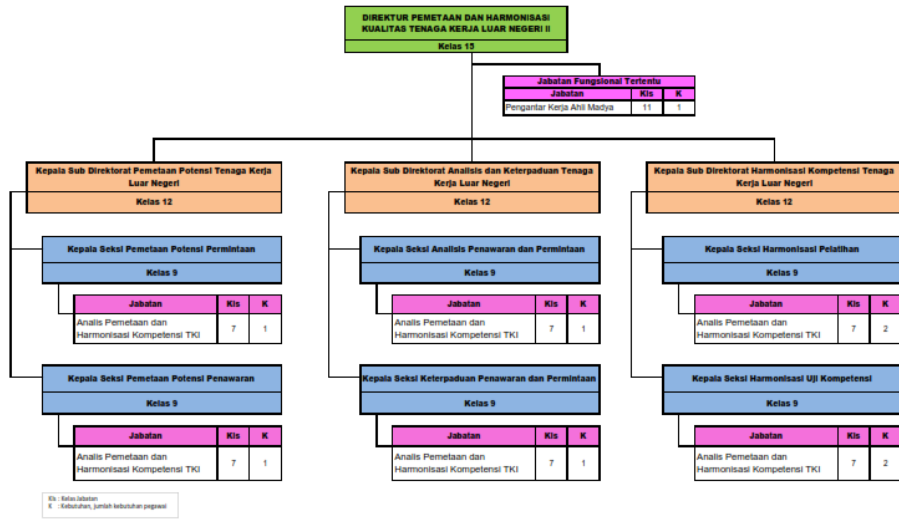 DIREKTUR PEMETAAN DAN HARMONISASI
KUALITAS TENAGA KERJA LUAR NEGERI II
Kelas 15
Jabatan Fungsional Tertentu
Jabatan Kls K
Pengantar Kerja Ahli Madya 11 1
Kepala Sub Direktorat Pemetaan Potensi Tenaga Kerja
Luar Negeri
Kelas 12
Kepala Seksi Pemetaan Potensi Permintaan
Kelas 9
Jabatan Kls K
Analis Pemetaan dan
Harmonisasi Kompetensi TKI 7 1
Kepala Seksi Pemetaan Potensi Penawaran
Kelas 9
Jabatan Kls K
Analis Pemetaan dan
Harmonisasi Kompetensi TKI 7 1
Kepala Sub Direktorat Analisis dan Keterpaduan Tenaga
Kerja Luar Negeri
Kelas 12
Kepala Seksi Analisis Penawaran dan Permintaan
Kelas 9
Jabatan Kls K
Analis Pemetaan dan
Harmonisasi Kompetensi TKI 7 1
Kepala Seksi Keterpaduan Penawaran dan Permintaan
Kelas 9
Jabatan Kls K
Analis Pemetaan dan
Harmonisasi Kompetensi TKI 7 1
Kepala Sub Direktorat Harmonisasi Kompetensi Tenaga
Kerja Luar Negeri
Kelas 12
Kepala Seksi Harmonisasi Pelatihan
Kelas 9
Jabatan Kls K
Analis Pemetaan dan
Harmonisasi Kompetensi TKI 7 2
Kepala Seksi Harmonisasi Uji Kompetensi
Kelas 9
Jabatan Kls K
Analis Pemetaan dan
Harmonisasi Kompetensi TKI 7 2
Kls : Kelas Jabatan
K : Kebutuhan, jumlah kebutuhan pegawai